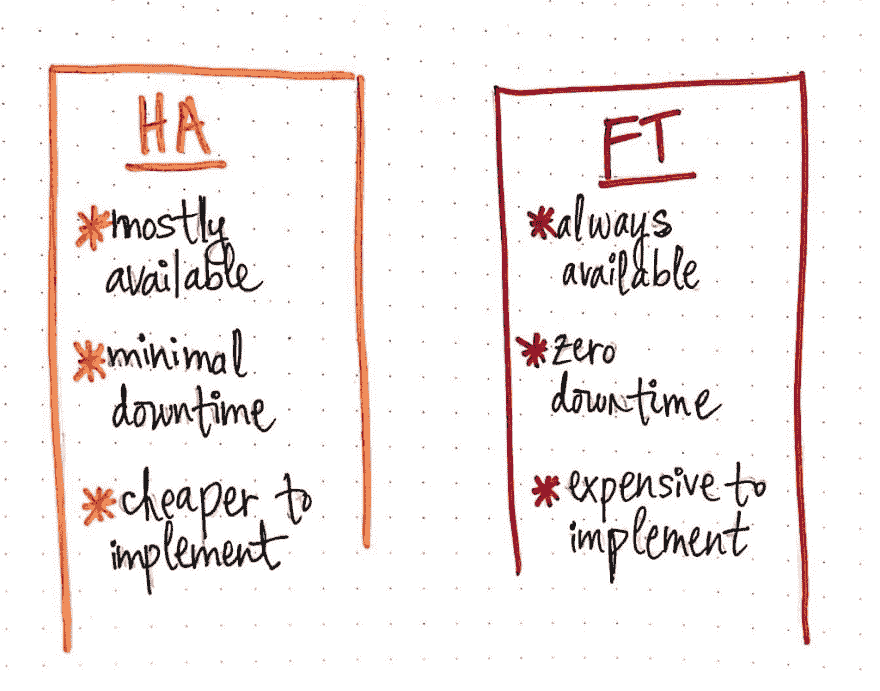 HA
*mostly
available
*minimal
downtime
*cheaper to
implement
FT
*always
available
*zero
downtime
*expensive to
implement